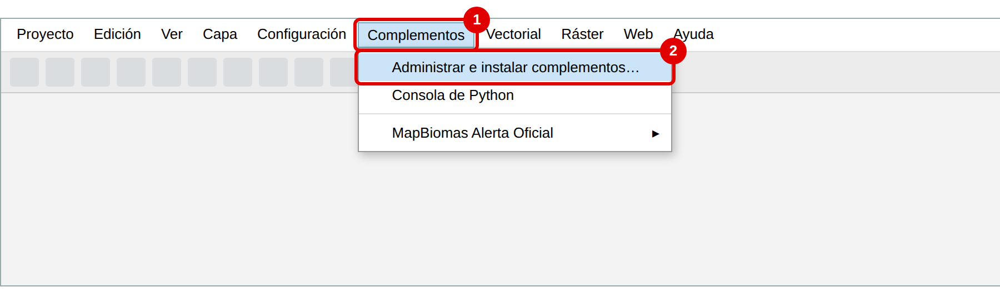 Proyecto Edición Ver Capa Configuración Complementos 1 Vectorial Ráster Web Ayuda
Administrar e instalar complementos… 2
Consola de Python
MapBiomas Alerta Oficial ▶